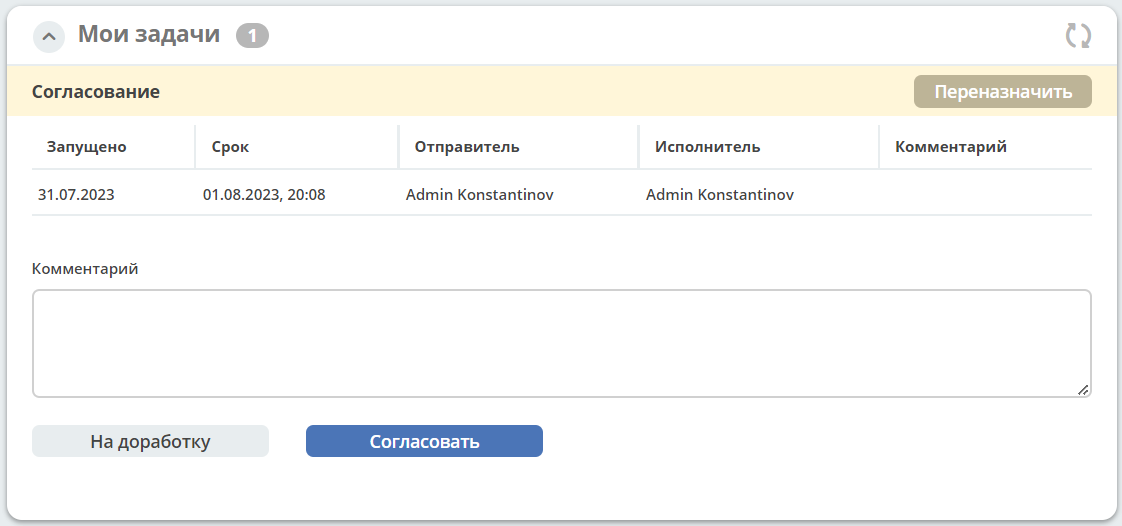 Мои задачи 1
Согласование Переназначить
Запущено Срок Отправитель Исполнитель Комментарий
31.07.2023 01.08.2023, 20:08 Admin Konstantinov Admin Konstantinov
Комментарий
На доработку Согласовать